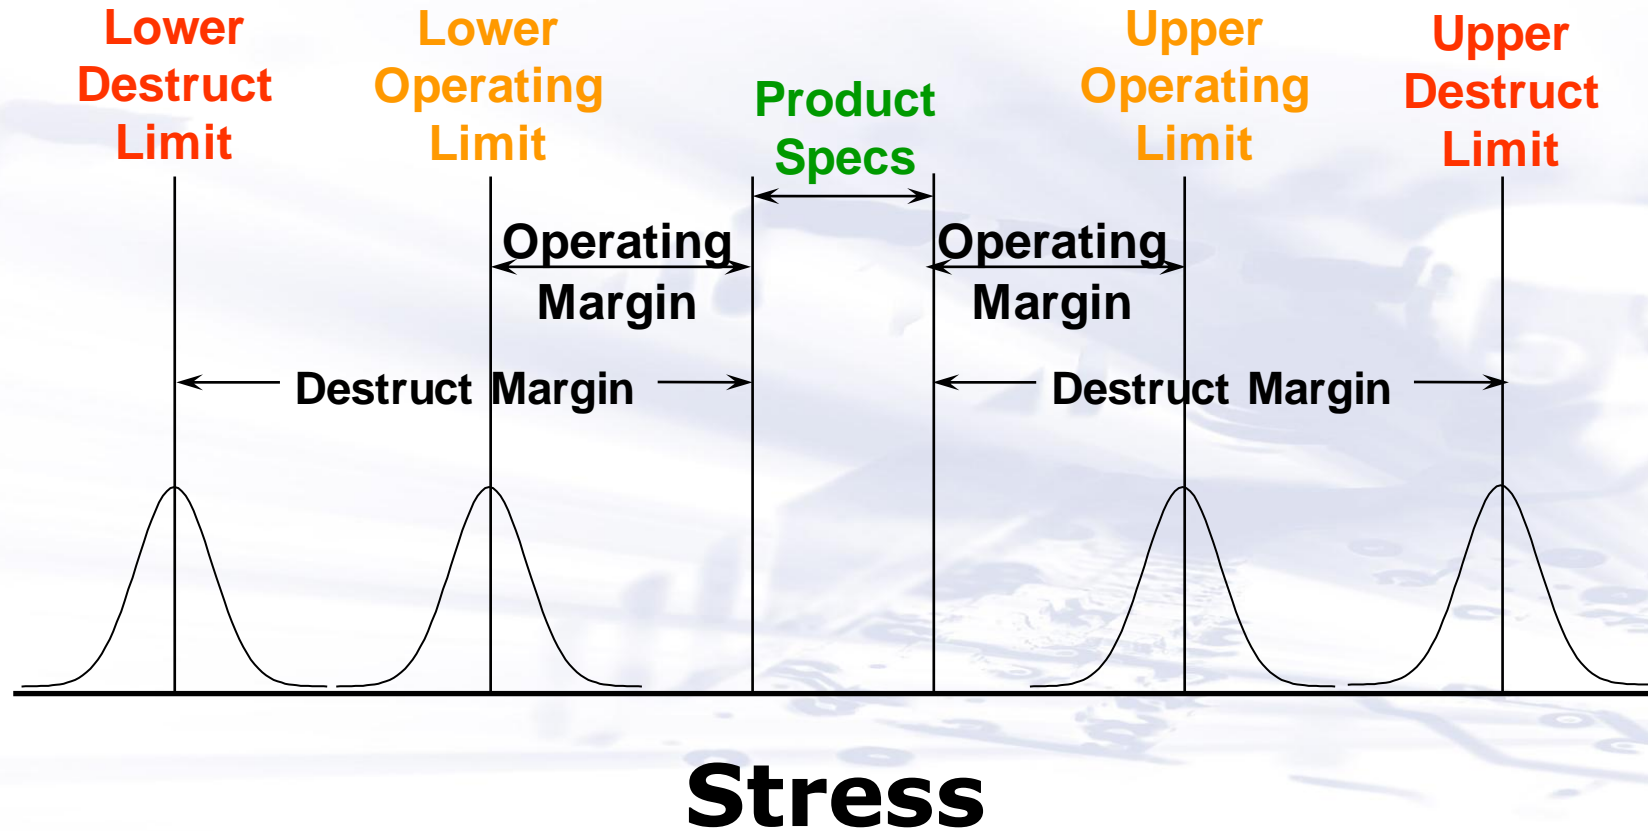 Lower
Destruct
Limit
Lower
Operating
Limit
Product
Specs
Upper
Operating
Limit
Upper
Destruct
Limit
Operating
Margin
Operating
Margin
Destruct Margin
Destruct Margin
Stress